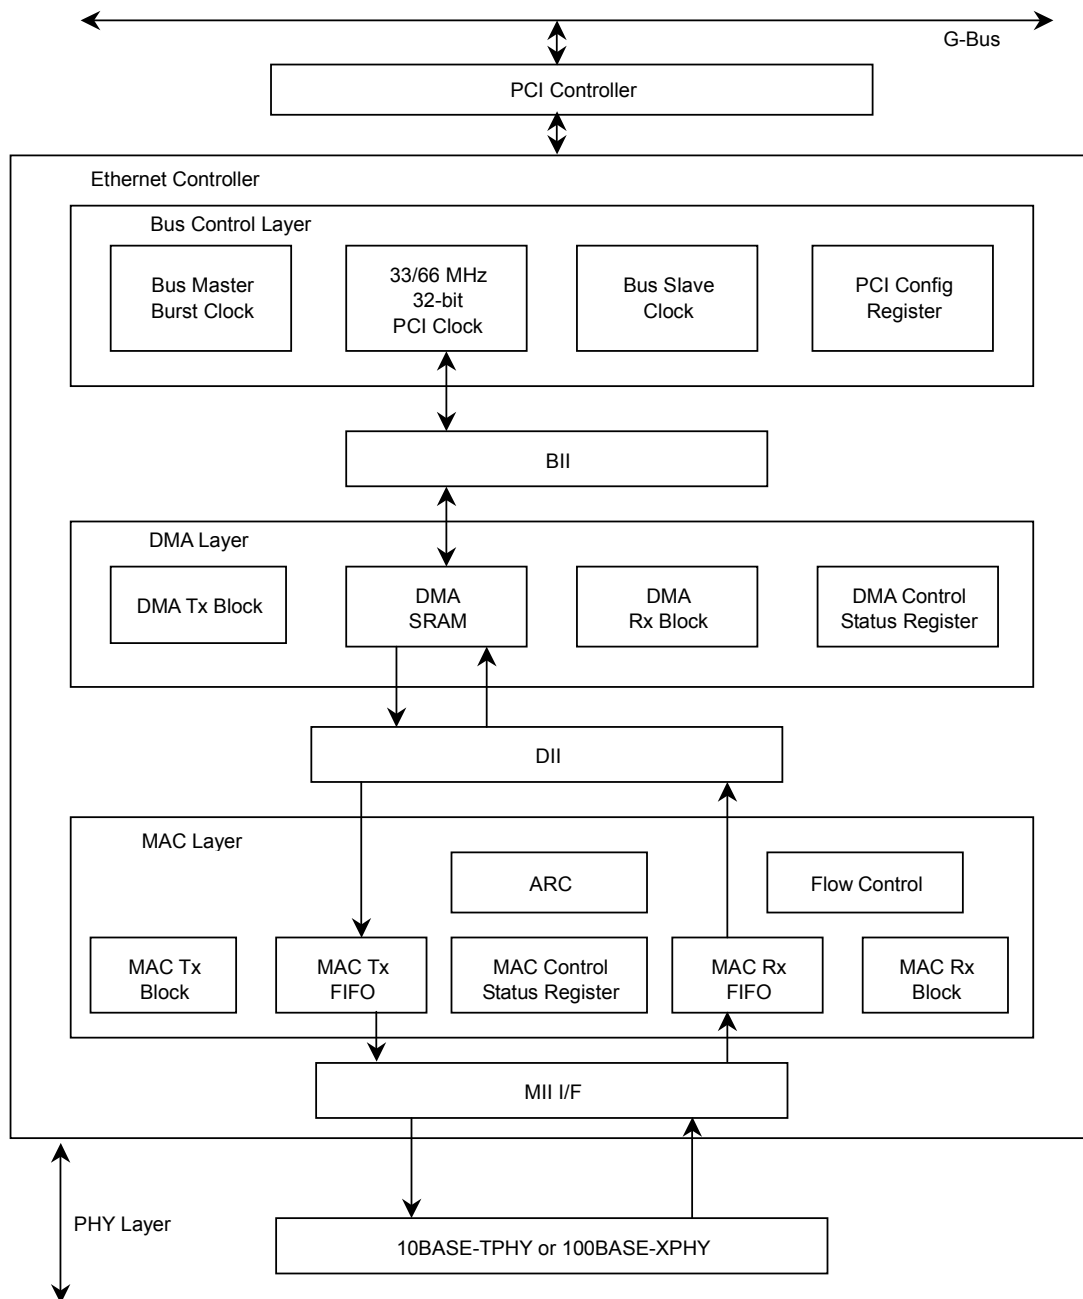 G-Bus
PCI Controller
Ethernet Controller
Bus Control Layer
Bus Master
Burst Clock
33/66 MHz
32-bit
PCI Clock
Bus Slave
Clock
PCI Config
Register
BII
DMA Layer
DMA Tx Block
DMA
SRAM
DMA
Rx Block
DMA Control
Status Register
DII
MAC Layer
ARC
Flow Control
MAC Tx
Block
MAC Tx
FIFO
MAC Control
Status Register
MAC Rx
FIFO
MAC Rx
Block
MII I/F
PHY Layer
10BASE-TPHY or 100BASE-XPHY